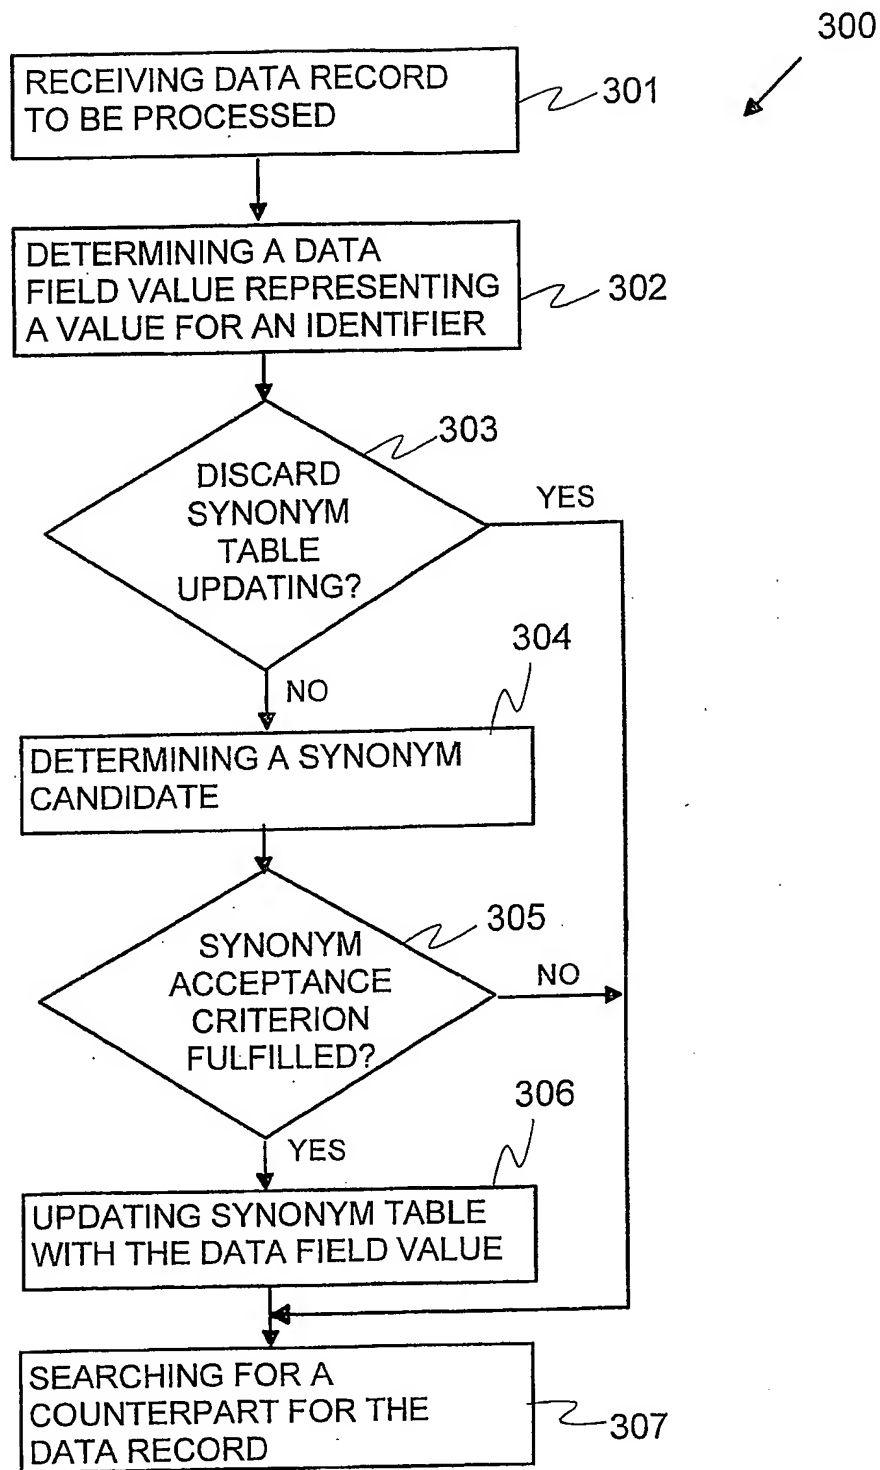 300
RECEIVING DATA RECORD
TO BE PROCESSED
301
DETERMINING A DATA
FIELD VALUE REPRESENTING
A VALUE FOR AN IDENTIFIER
302
303
DISCARD
SYNONYM
TABLE
UPDATING?
YES
NO
304
DETERMINING A SYNONYM
CANDIDATE
305
SYNONYM
ACCEPTANCE
CRITERION
FULFILLED?
NO
YES
306
UPDATING SYNONYM TABLE
WITH THE DATA FIELD VALUE
SEARCHING FOR A
COUNTERPART FOR THE
DATA RECORD
307